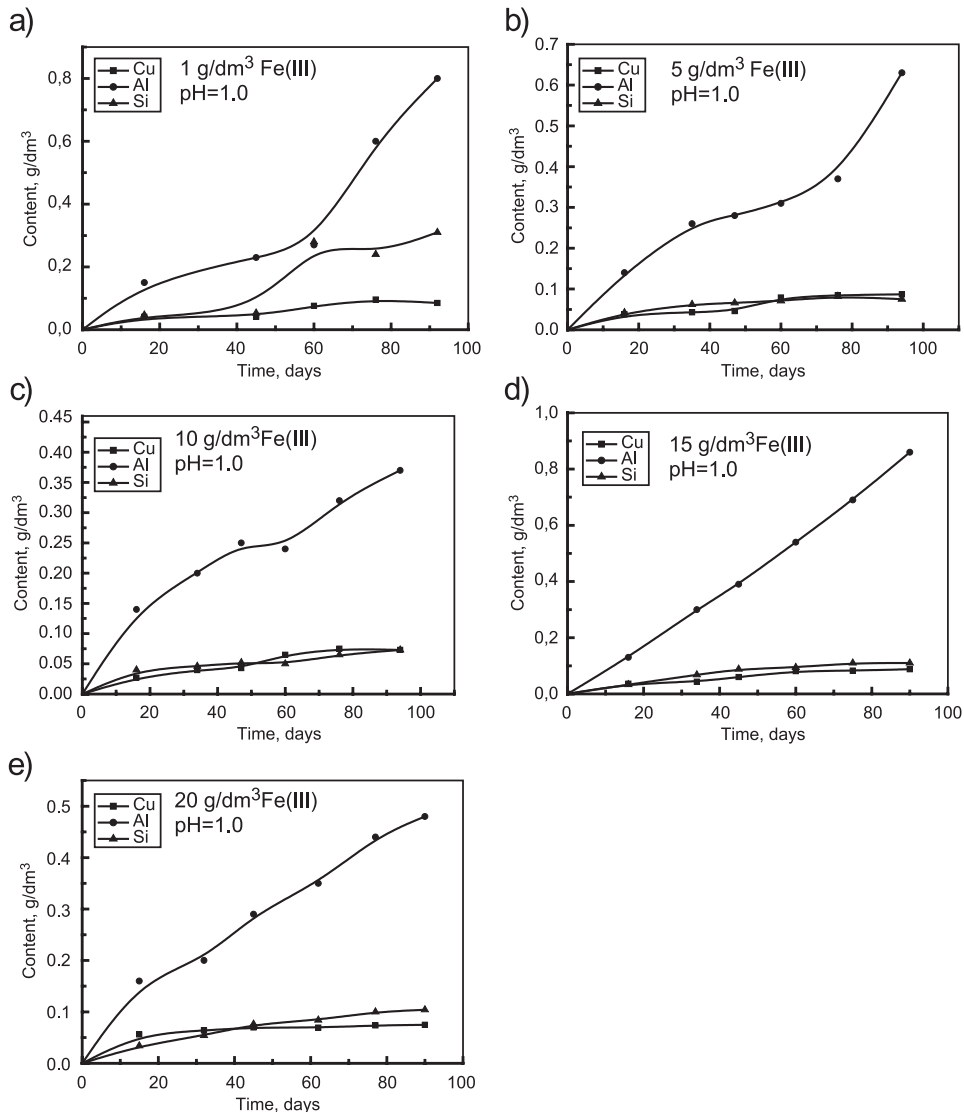 a)
Cu
Al
Si
1 g/dm³ Fe(III)
pH=1.0
Content, g/dm³
0,8
0,6
0,4
0,2
0,0
0 20 40 60 80 100
Time, days
b)
Cu
Al
Si
5 g/dm³ Fe(III)
pH=1.0
Content, g/dm³
0.7
0.6
0.5
0.4
0.3
0.2
0.1
0.0
0 20 40 60 80 100
Time, days
c)
Cu
Al
Si
10 g/dm³Fe(III)
pH=1.0
Content, g/dm³
0.45
0.40
0.35
0.30
0.25
0.20
0.15
0.10
0.05
0.00
0 20 40 60 80 100
Time, days
d)
Cu
Al
Si
15 g/dm³Fe(III)
pH=1.0
Content, g/dm³
1,0
0,8
0,6
0,4
0,2
0,0
0 20 40 60 80 100
Time, days
e)
Cu
Al
Si
20 g/dm³Fe(III)
pH=1.0
Content, g/dm³
0.5
0.4
0.3
0.2
0.1
0.0
0 20 40 60 80 100
Time, days